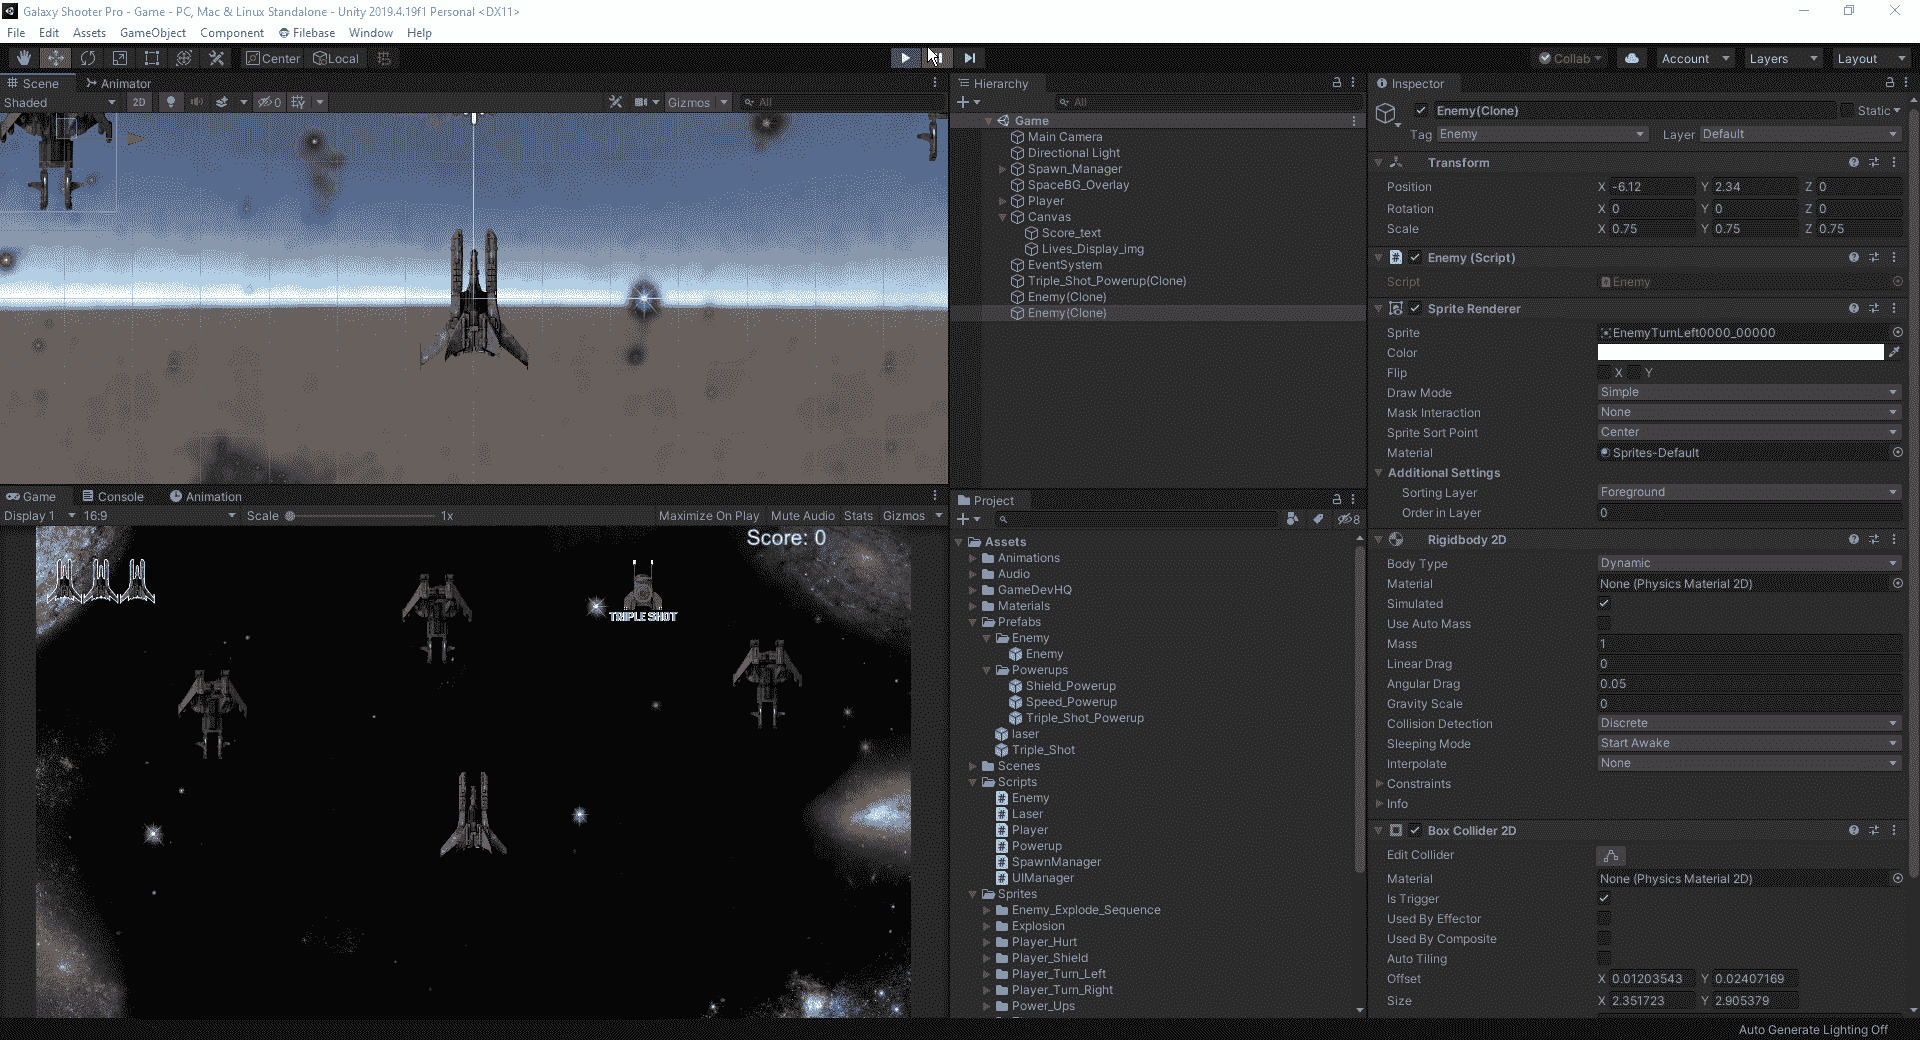 Galaxy Shooter Pro - Game - PC, Mac & Linux Standalone - Unity 2019.4.19f1 Personal <DX11>
File Edit Assets GameObject Component Filebase Window Help
Center Local Collab Account Layers Layout
Scene Animator
Shaded 2D 0 Gizmos All
Hierarchy
All
Game
Main Camera
Directional Light
Spawn_Manager
SpaceBG_Overlay
Player
Canvas
Score_text
Lives_Display_img
EventSystem
Triple_Shot_Powerup(Clone)
Enemy(Clone)
Enemy(Clone)
Game Console Animation
Display 1 16:9 Scale 1x Maximize On Play Mute Audio Stats Gizmos
Score: 0
TRIPLE SHOT
Project
8
Assets
Animations
Audio
GameDevHQ
Materials
Prefabs
Enemy
Enemy
Powerups
Shield_Powerup
Speed_Powerup
Triple_Shot_Powerup
laser
Triple_Shot
Scenes
Scripts
Enemy
Laser
Player
Powerup
SpawnManager
UIManager
Sprites
Enemy_Explode_Sequence
Explosion
Player_Hurt
Player_Shield
Player_Turn_Left
Player_Turn_Right
Power_Ups
Inspector
Enemy(Clone) Static
Tag Enemy Layer Default
Transform
Position X -6.12 Y 2.34 Z 0
Rotation X 0 Y 0 Z 0
Scale X 0.75 Y 0.75 Z 0.75
Enemy (Script)
Script Enemy
Sprite Renderer
Sprite EnemyTurnLeft0000_00000
Color
Flip X Y
Draw Mode Simple
Mask Interaction None
Sprite Sort Point Center
Material Sprites-Default
Additional Settings
Sorting Layer Foreground
Order in Layer 0
Rigidbody 2D
Body Type Dynamic
Material None (Physics Material 2D)
Simulated
Use Auto Mass
Mass 1
Linear Drag 0
Angular Drag 0.05
Gravity Scale 0
Collision Detection Discrete
Sleeping Mode Start Awake
Interpolate None
Constraints
Info
Box Collider 2D
Edit Collider
Material None (Physics Material 2D)
Is Trigger
Used By Effector
Used By Composite
Auto Tiling
Offset X 0.01203543 Y 0.02407169
Size X 2.351723 Y 2.905379
Auto Generate Lighting Off